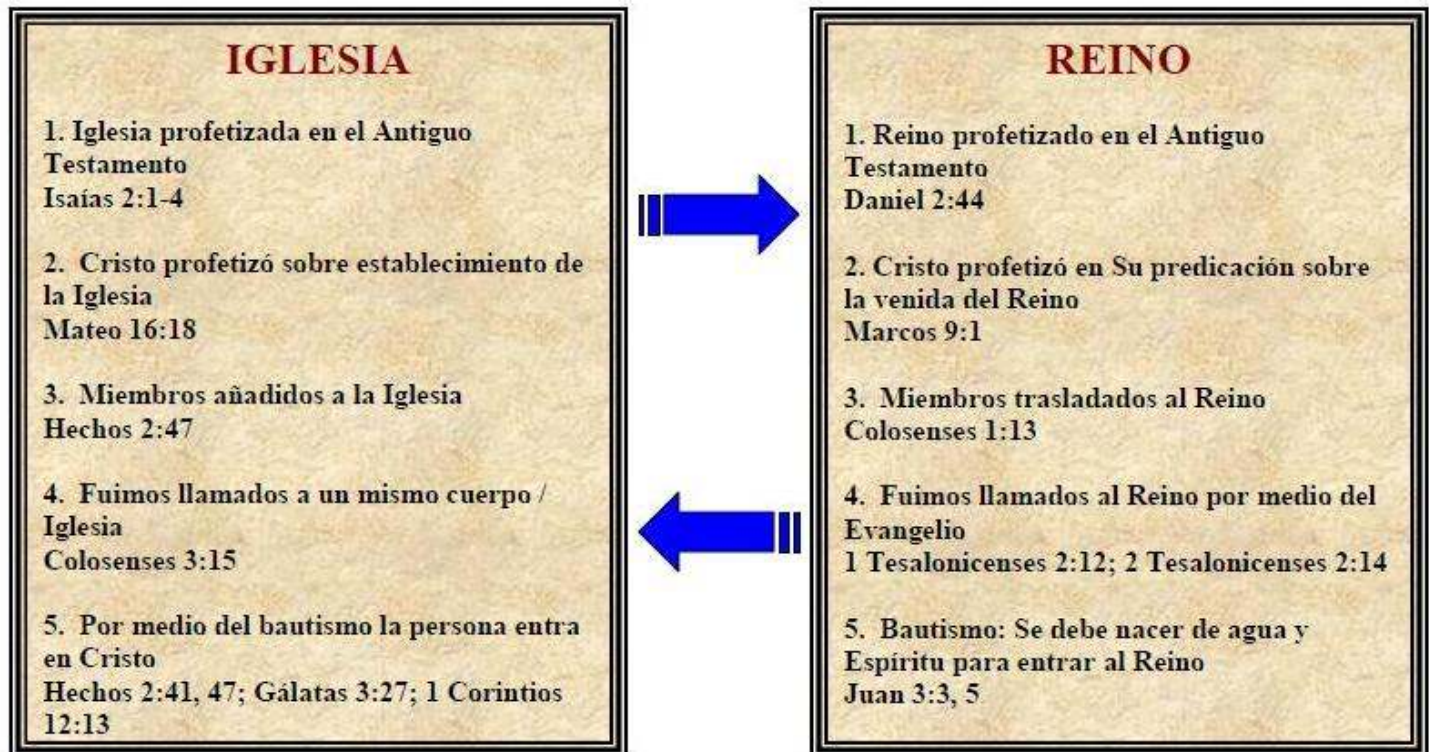 IGLESIA
1. Iglesia profetizada en el Antiguo
Testamento
Isaías 2:1-4
2. Cristo profetizó sobre establecimiento de
la Iglesia
Mateo 16:18
3. Miembros añadidos a la Iglesia
Hechos 2:47
4. Fuimos llamados a un mismo cuerpo /
Iglesia
Colosenses 3:15
5. Por medio del bautismo la persona entra
en Cristo
Hechos 2:41, 47; Gálatas 3:27; 1 Corintios
12:13
REINO
1. Reino profetizado en el Antiguo
Testamento
Daniel 2:44
2. Cristo profetizó en Su predicación sobre
la venida del Reino
Marcos 9:1
3. Miembros trasladados al Reino
Colosenses 1:13
4. Fuimos llamados al Reino por medio del
Evangelio
1 Tesalonicenses 2:12; 2 Tesalonicenses 2:14
5. Bautismo: Se debe nacer de agua y
Espíritu para entrar al Reino
Juan 3:3, 5